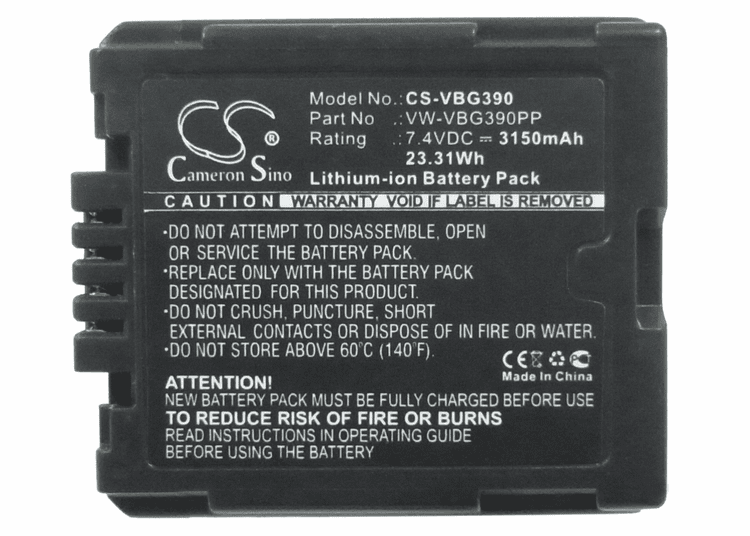 CS
®
Cameron Sino
Model No.:CS-VBG390
Part No :VW-VBG390PP
Rating :7.4VDC ⎓ 3150mAh
23.31Wh
Lithium-ion Battery Pack
CAUTION WARRANTY VOID IF LABEL IS REMOVED
•DO NOT ATTEMPT TO DISASSEMBLE, OPEN
OR SERVICE THE BATTERY PACK.
•REPLACE ONLY WITH THE BATTERY PACK
DESIGNATED FOR THIS PRODUCT.
•DO NOT CRUSH, PUNCTURE, SHORT
EXTERNAL CONTACTS OR DISPOSE OF IN FIRE OR WATER.
•DO NOT STORE ABOVE 60°C (140°F).
CE
Made In China
ATTENTION!
NEW BATTERY PACK MUST BE FULLY CHARGED BEFORE USE
TO REDUCE RISK OF FIRE OR BURNS
READ INSTRUCTIONS IN OPERATING GUIDE
BEFORE USING THE BATTERY